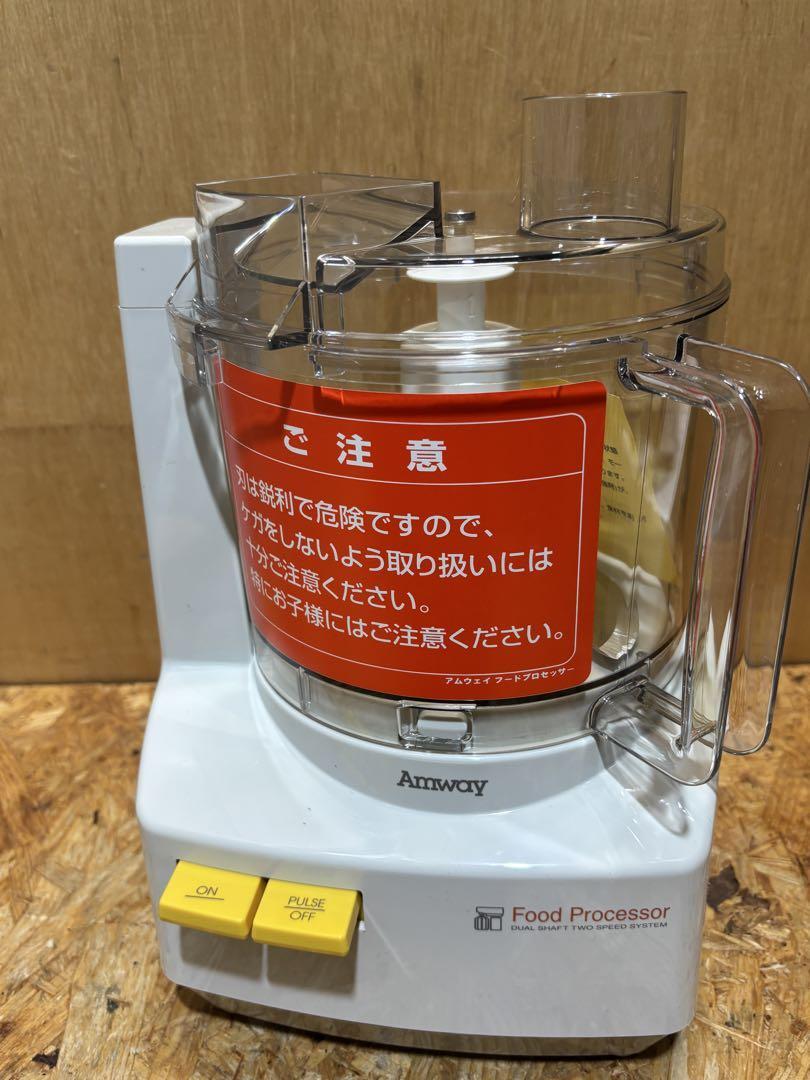 ご注意
刃は鋭利で危険ですので、
ケガをしないよう取り扱いには
十分ご注意ください。
特にお子様にはご注意ください。
アムウェイ フードプロセッサー
Amway
ON
PULSE
OFF
Food Processor
DUAL SHAFT TWO SPEED SYSTEM